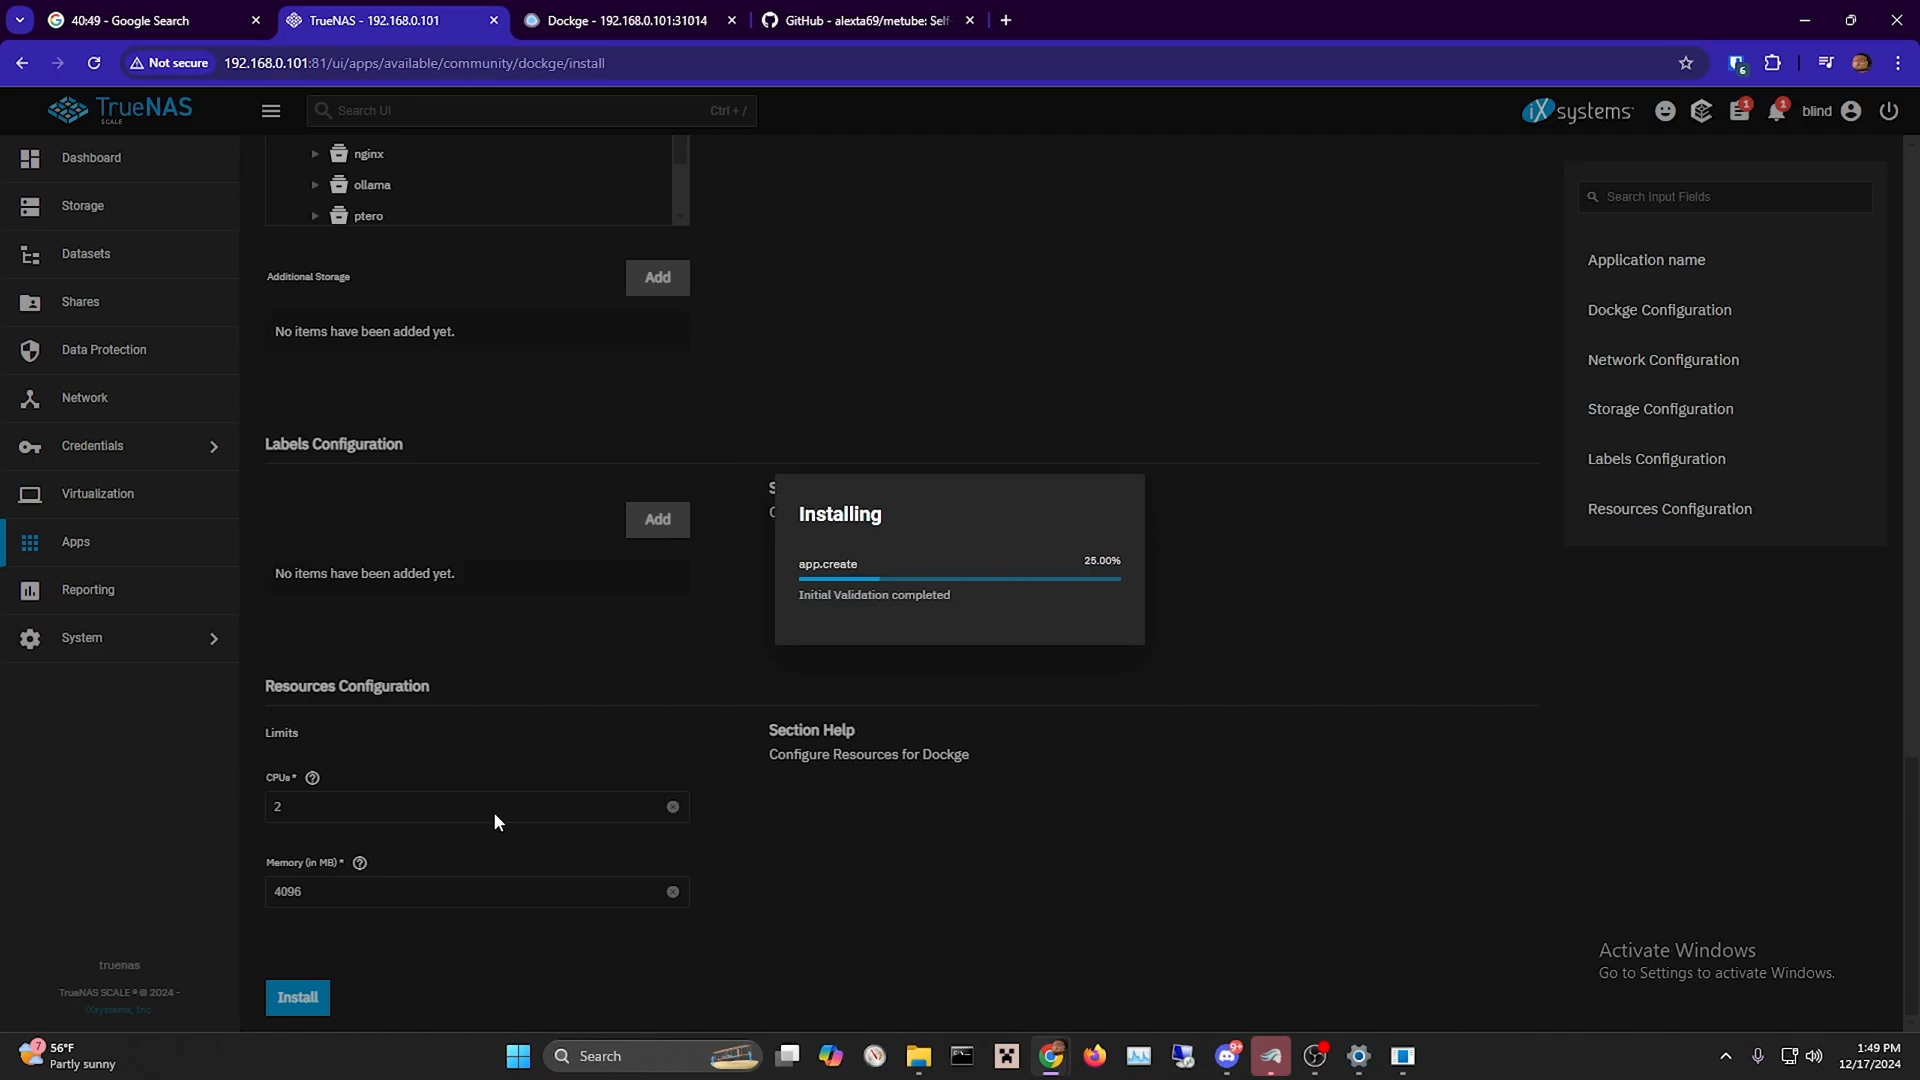 40:49 - Google Search
TrueNAS - 192.168.0.101
Dockge - 192.168.0.101:31014
GitHub - alexta69/metube: Self-
Not secure
192.168.0.101:81/ui/apps/available/community/dockge/install
6
TrueNAS
SCALE
Search UI
Ctrl + /
iX systems
1
1
blind
Dashboard
Storage
Datasets
Shares
Data Protection
Network
Credentials
Virtualization
Apps
Reporting
System
truenas
TrueNAS SCALE ® © 2024 -
iXsystems, Inc.
nginx
ollama
ptero
Additional Storage
Add
No items have been added yet.
Labels Configuration
Add
No items have been added yet.
S
C
Installing
app.create
25.00%
Initial Validation completed
Resources Configuration
Limits
CPUs *
2
Memory (in MB) *
4096
Section Help
Configure Resources for Dockge
Install
Search Input Fields
Application name
Dockge Configuration
Network Configuration
Storage Configuration
Labels Configuration
Resources Configuration
Activate Windows
Go to Settings to activate Windows.
7
56°F
Partly sunny
Search
9+
1:49 PM
12/17/2024